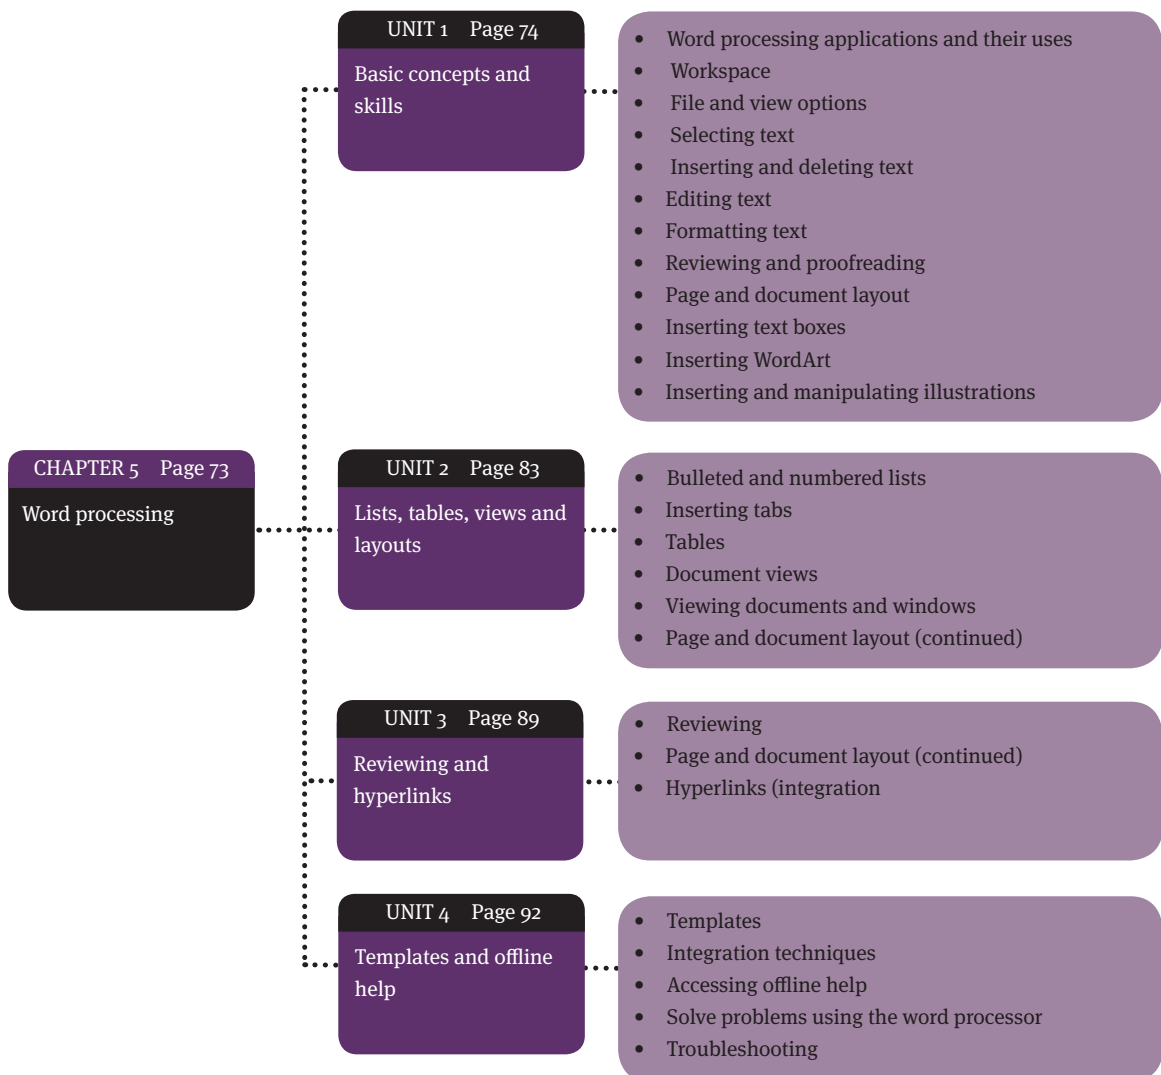 CHAPTER 5 Page 73
Word processing
UNIT 1 Page 74
Basic concepts and
skills
• Word processing applications and their uses
• Workspace
• File and view options
• Selecting text
• Inserting and deleting text
• Editing text
• Formatting text
• Reviewing and proofreading
• Page and document layout
• Inserting text boxes
• Inserting WordArt
• Inserting and manipulating illustrations
UNIT 2 Page 83
Lists, tables, views and
layouts
• Bulleted and numbered lists
• Inserting tabs
• Tables
• Document views
• Viewing documents and windows
• Page and document layout (continued)
UNIT 3 Page 89
Reviewing and
hyperlinks
• Reviewing
• Page and document layout (continued)
• Hyperlinks (integration
UNIT 4 Page 92
Templates and offline
help
• Templates
• Integration techniques
• Accessing offline help
• Solve problems using the word processor
• Troubleshooting